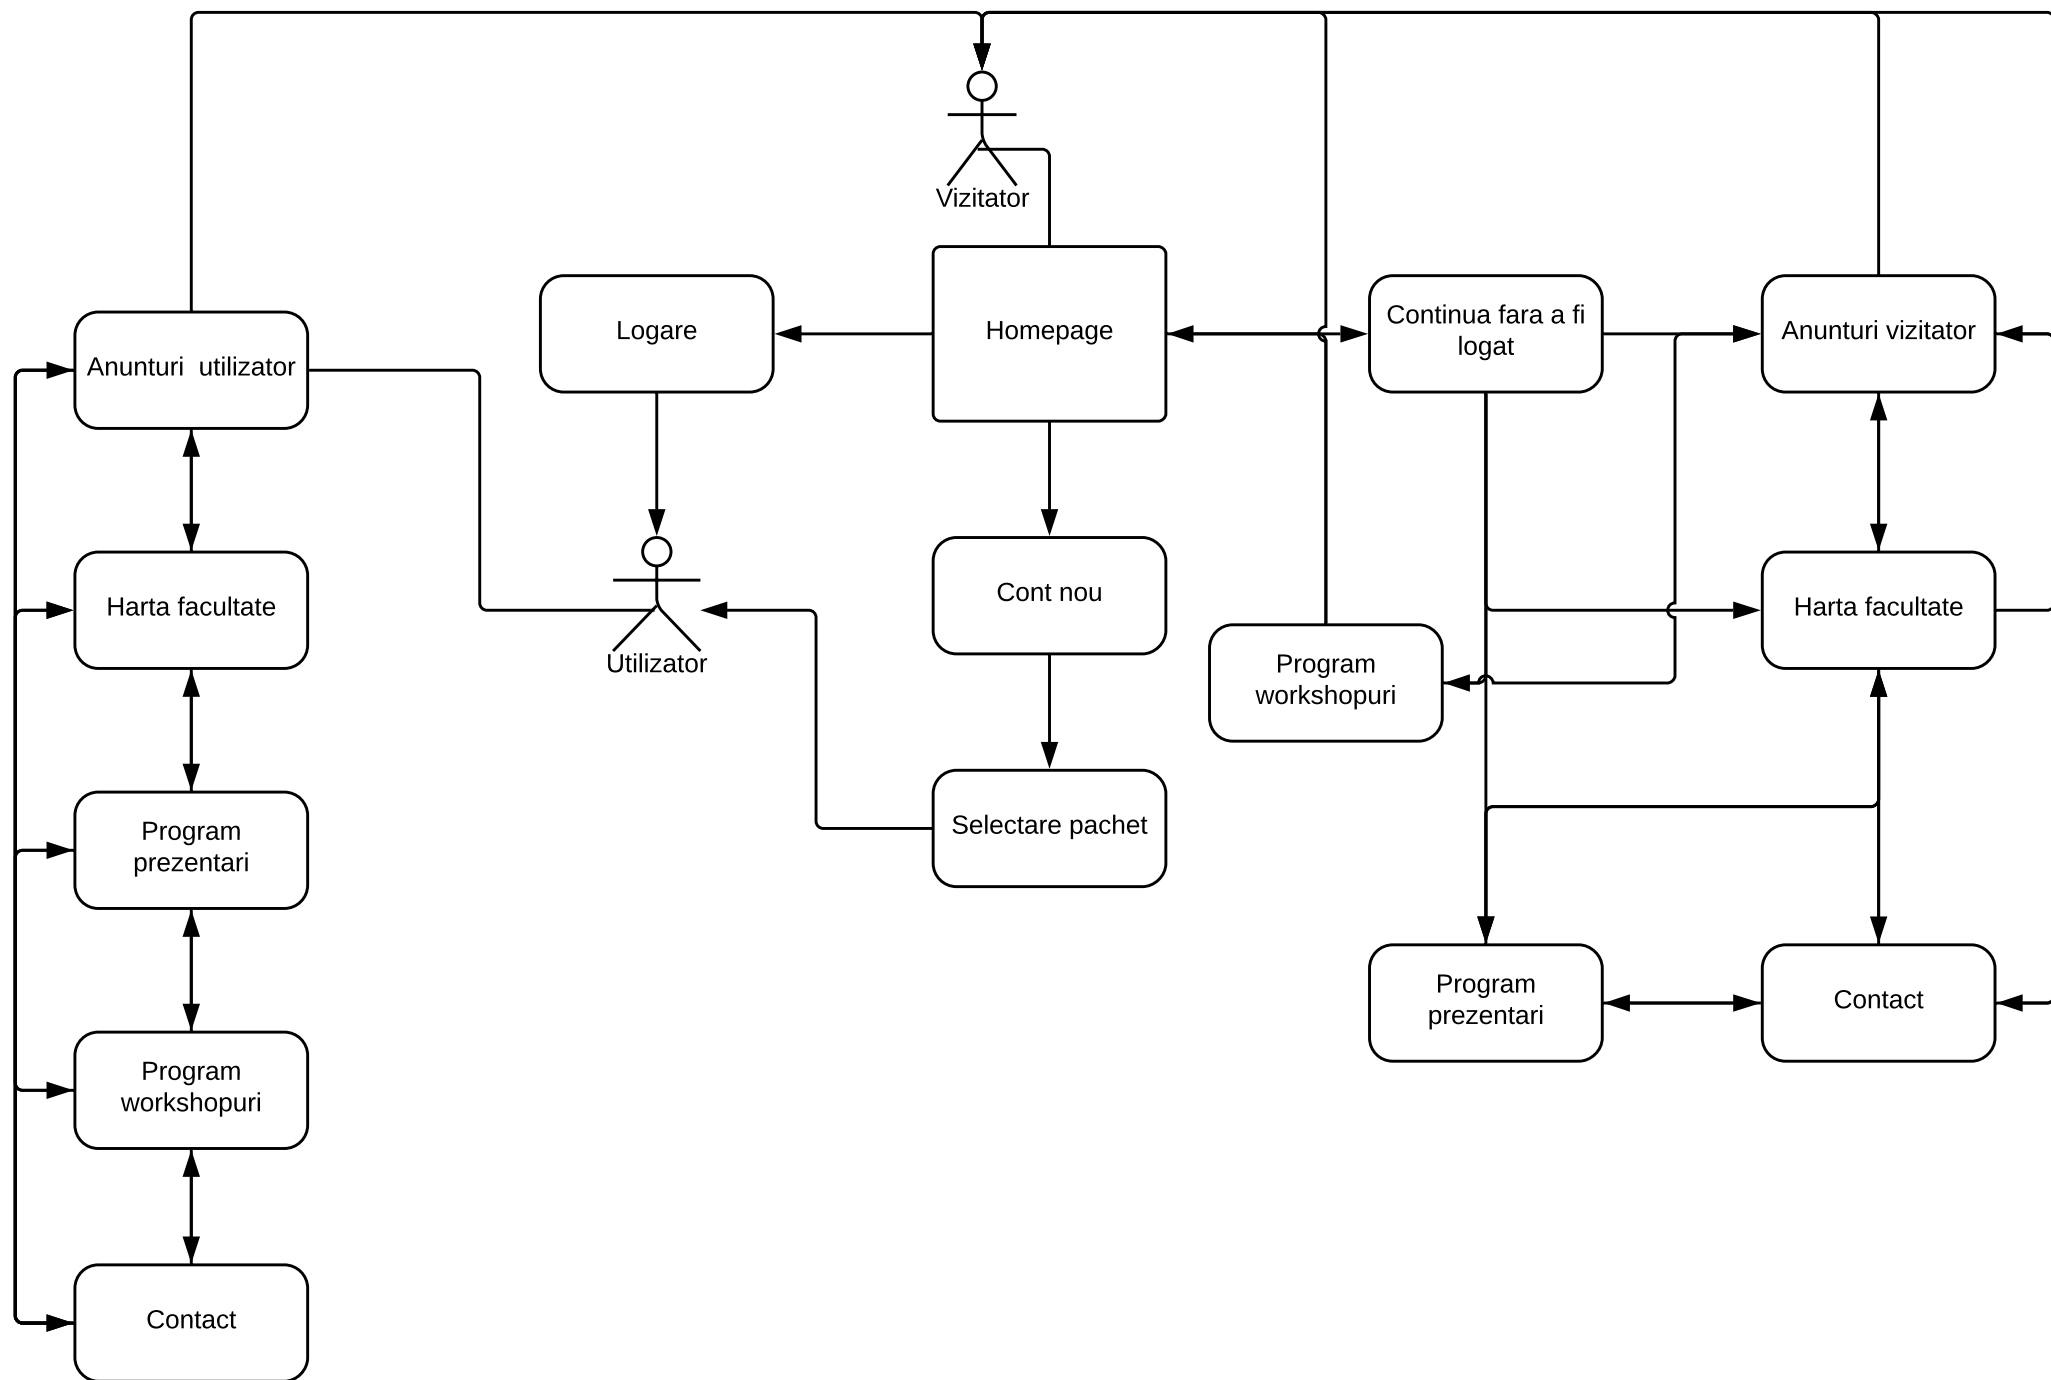 Vizitator
Logare
Homepage
Continua fara a fi
logat
Anunturi vizitator
Anunturi  utilizator
Cont nou
Harta facultate
Harta facultate
Utilizator
Program
workshopuri
Selectare pachet
Program
prezentari
Program
prezentari
Contact
Program
workshopuri
Contact